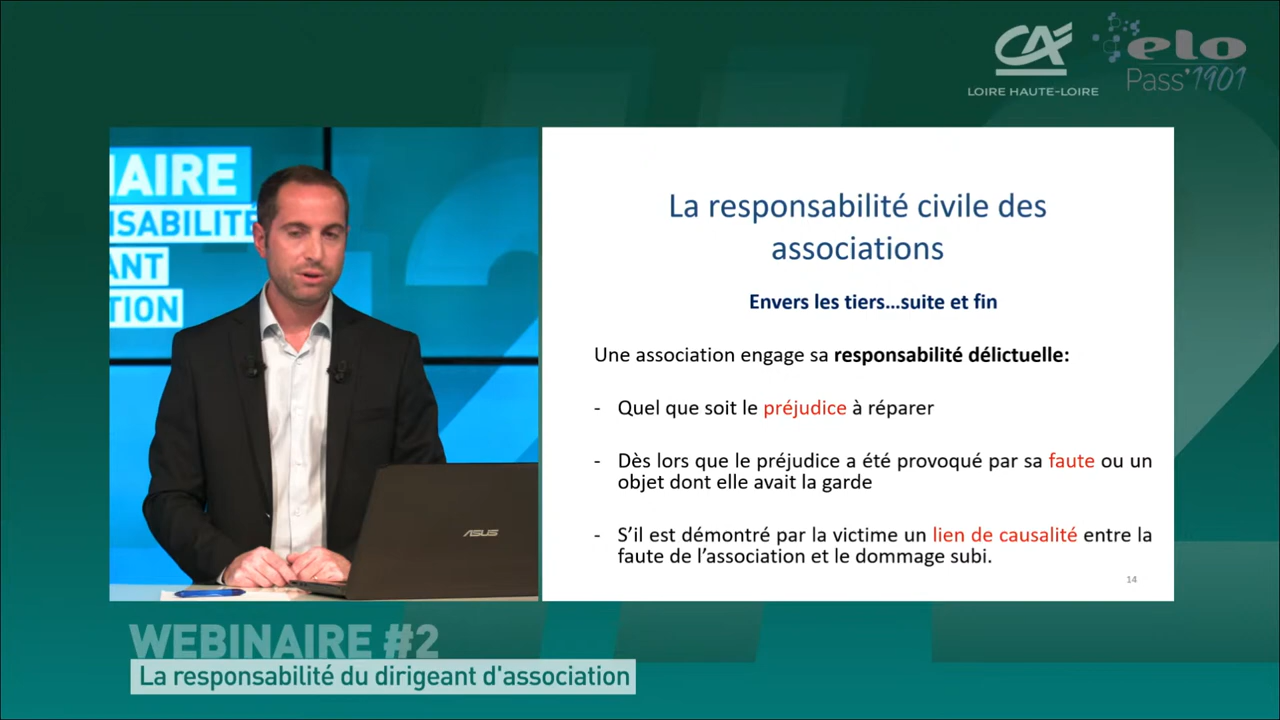 CA
LOIRE HAUTE-LOIRE
elo
Pass'1901
#2
NAIRE
NSABILITÉ
ANT
TION
2
ASUS
La responsabilité civile des
associations
Envers les tiers...suite et fin
Une association engage sa responsabilité délictuelle:
- Quel que soit le préjudice à réparer
- Dès lors que le préjudice a été provoqué par sa faute ou un
objet dont elle avait la garde
- S'il est démontré par la victime un lien de causalité entre la
faute de l'association et le dommage subi.
14
WEBINAIRE #2
La responsabilité du dirigeant d'association